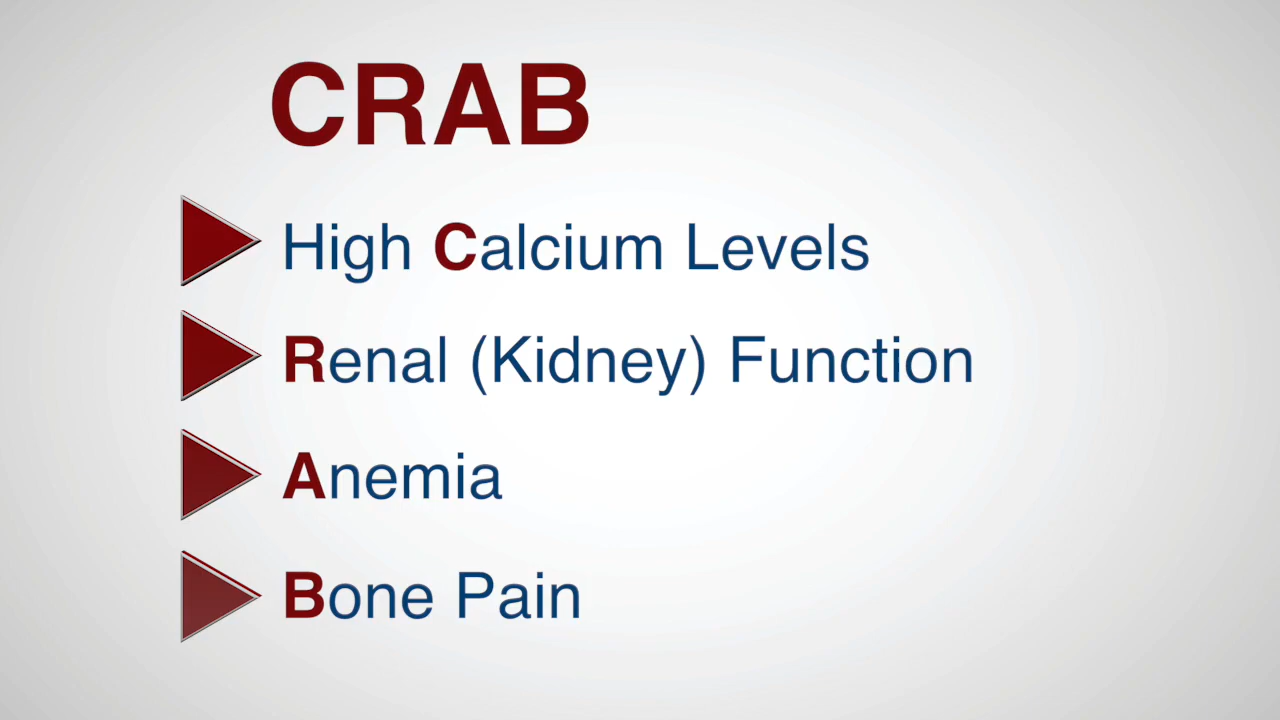 CRAB
High Calcium Levels
Renal (Kidney) Function
Anemia
Bone Pain